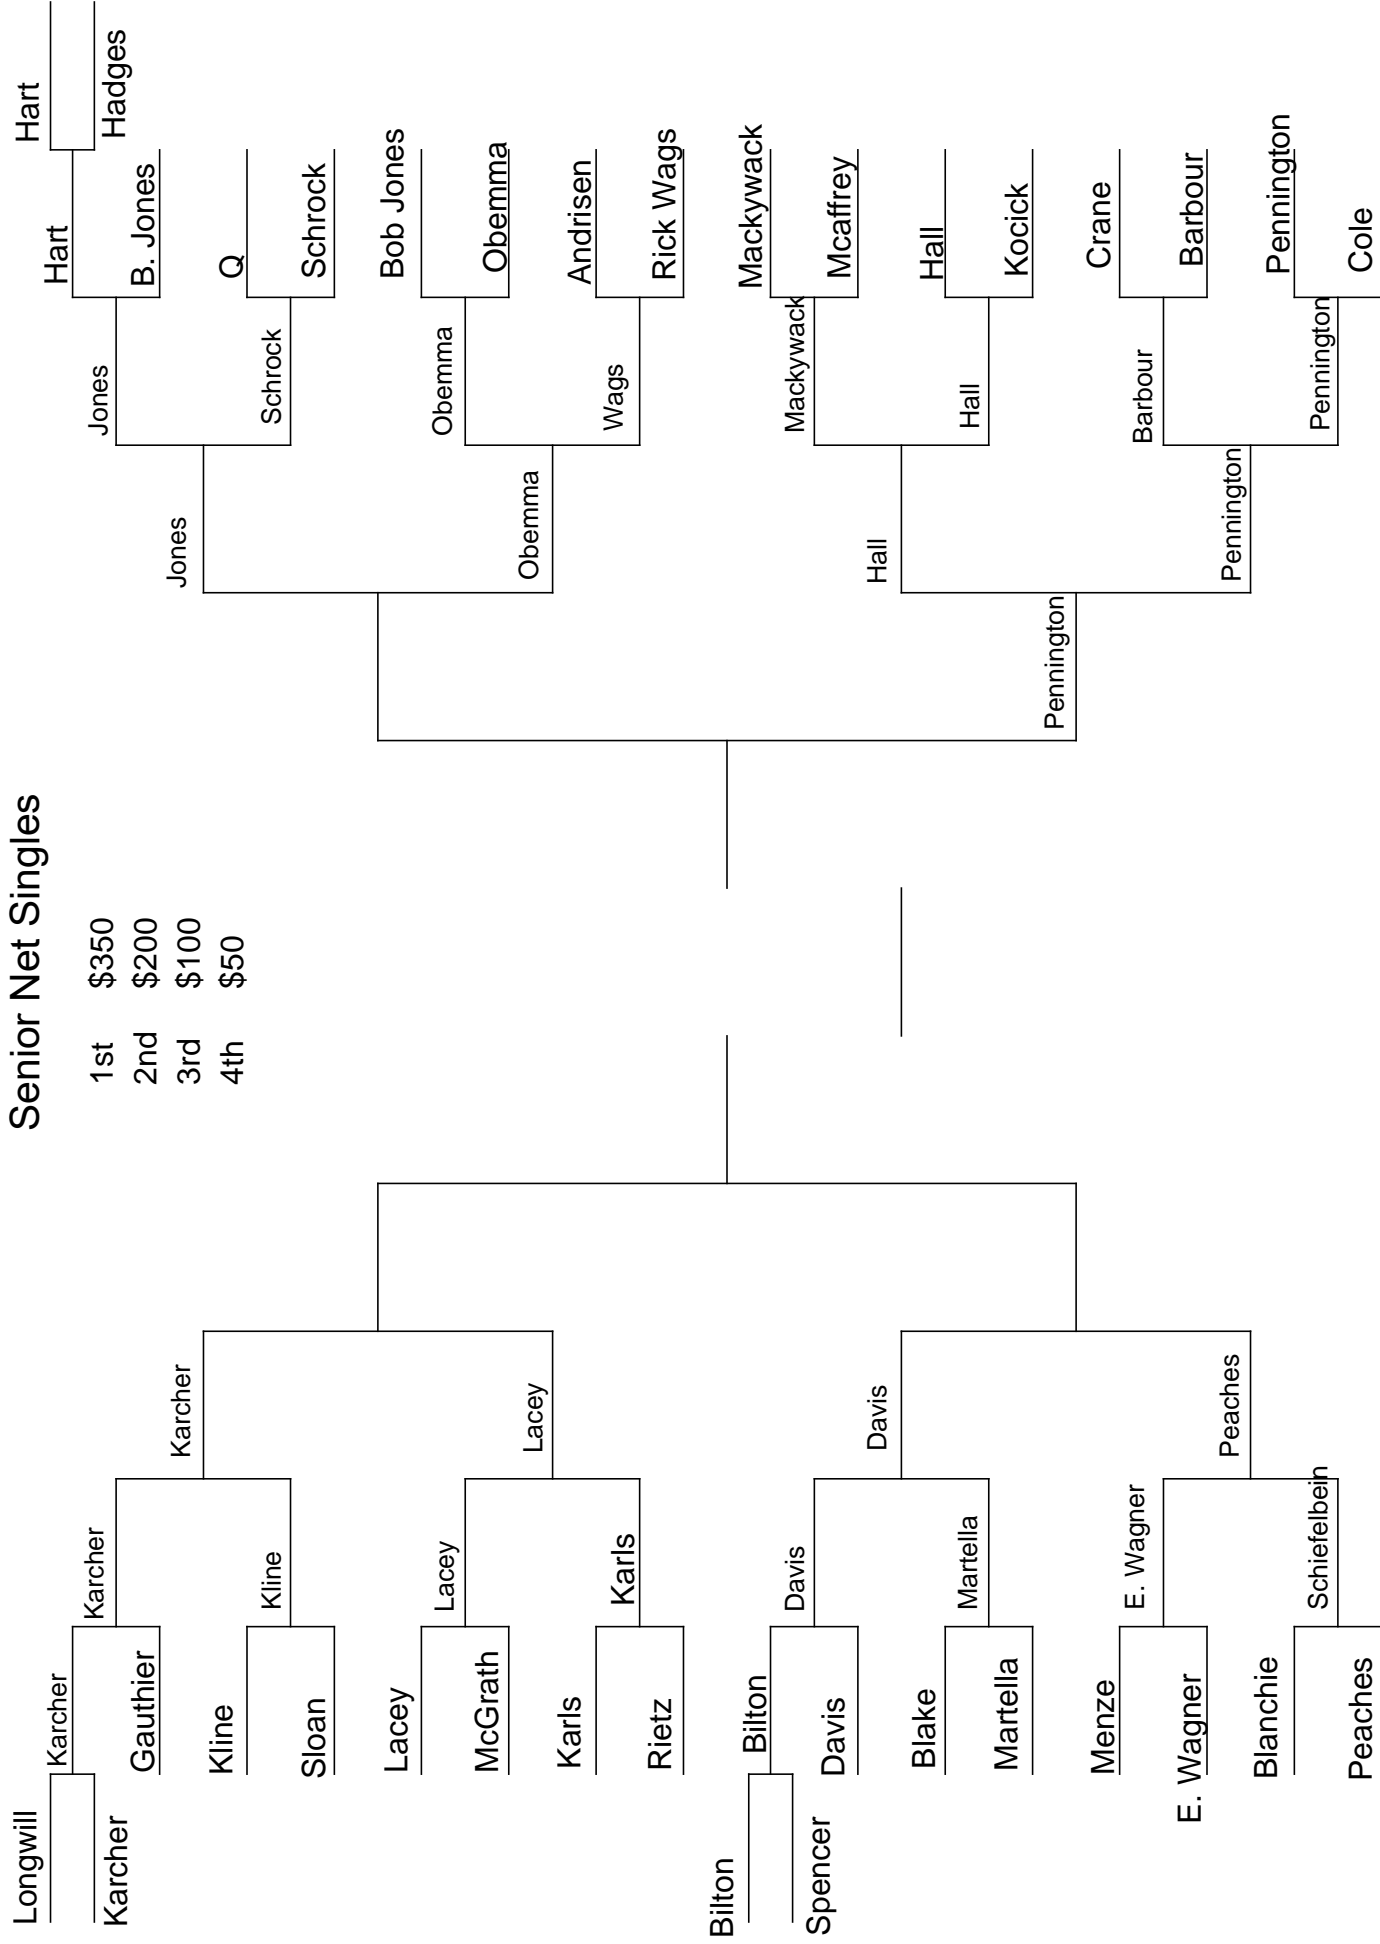 Senior Net Singles
1st $350
2nd $200
3rd $100
4th $50
Longwill
Karcher
Karcher
Gauthier
Kline
Sloan
Lacey
McGrath
Karls
Rietz
Bilton
Spencer
Bilton
Davis
Blake
Martella
Menze
E. Wagner
Blanchie
Peaches
Karcher
Kline
Lacey
Karls
Davis
Martella
E. Wagner
Schiefelbein
Karcher
Lacey
Davis
Peaches
Pennington
Jones
Obemma
Hall
Pennington
Jones
Schrock
Obemma
Wags
Mackywack
Hall
Barbour
Pennington
Hart
B. Jones
Q
Schrock
Bob Jones
Obemma
Andrisen
Rick Wags
Mackywack
Mcaffrey
Hall
Kocick
Crane
Barbour
Pennington
Cole
Hart
Hadges